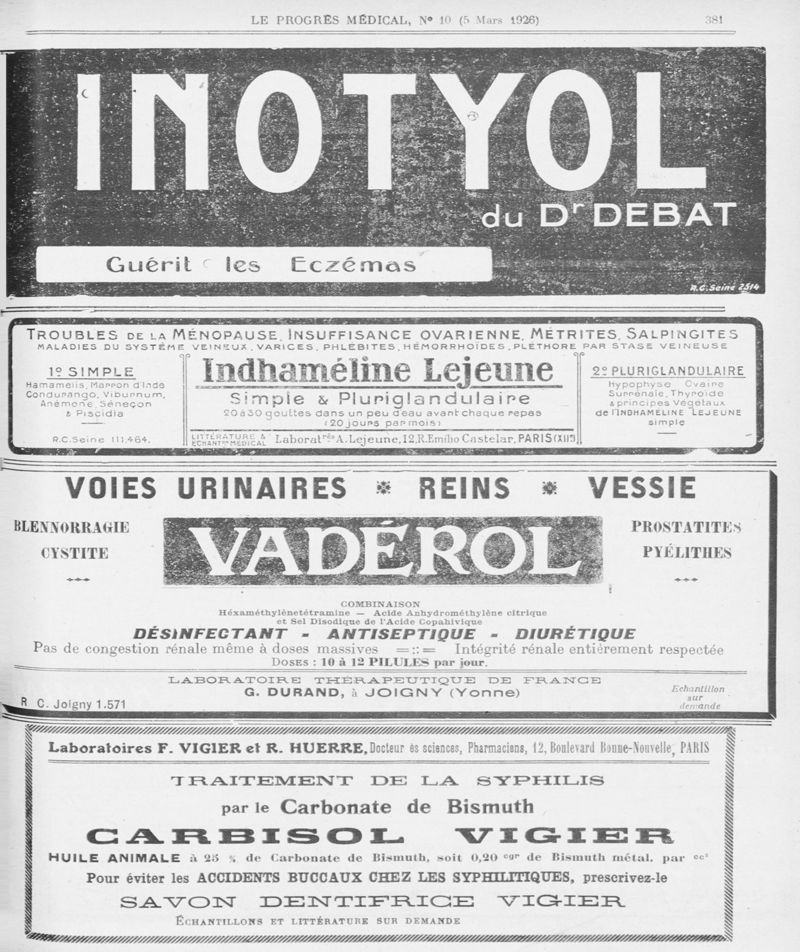 LE PROGRÈS MÉDICAL, N° 10 (5 Mars 1926) 381
INOTYOL
du Dr DEBAT
Guérit les Eczémas
R.C. Seine 2514
TROUBLES DE LA MÉNOPAUSE, INSUFFISANCE OVARIENNE, MÉTRITES, SALPINGITES
MALADIES DU SYSTÈME VEINEUX, VARICES, PHLÉBITES, HÉMORRHOÏDES, PLÉTHORE PAR STASE VEINEUSE
1° SIMPLE
Hamamelis, Marron d'Inde
Condurango, Viburnum,
Anémone, Séneçon
& Piscidia
R.C. Seine 111.464.
Indhaméline Lejeune
Simple & Pluriglandulaire
20 à 30 gouttes dans un peu d'eau avant chaque repas
(20 jours par mois)
LITTÉRATURE &
ÉCHANTons MÉDICAL
Laboratres A. Lejeune, 12, R. Emilio Castelar, PARIS (XIIe)
2° PLURIGLANDULAIRE
Hypophyse Ovaire
Surrénale, Thyroïde
& principes Végétaux
de l'INDHAMÉLINE LEJEUNE
simple
VOIES URINAIRES * REINS * VESSIE
BLENNORRAGIE
CYSTITE
VADÉROL
PROSTATITES
PYÉLITHES
COMBINAISON
Héxaméthylènetétramine — Acide Anhydrométhylène citrique
et Sel Disodique de l'Acide Copahivique
DÉSINFECTANT - ANTISEPTIQUE - DIURÉTIQUE
Pas de congestion rénale même à doses massives =::= Intégrité rénale entièrement respectée
DOSES : 10 à 12 PILULES par jour.
LABORATOIRE THÉRAPEUTIQUE DE FRANCE
G. DURAND, à JOIGNY (Yonne)
R C. Joigny 1.571
Echantillon
sur
demande
Laboratoires F. VIGIER et R. HUERRE, Docteur ès sciences, Pharmaciens, 12, Boulevard Bonne-Nouvelle, PARIS
TRAITEMENT DE LA SYPHILIS
par le Carbonate de Bismuth
CARBISOL VIGIER
HUILE ANIMALE à 25 % de Carbonate de Bismuth, soit 0,20 cgr de Bismuth métal. par cc³
Pour éviter les ACCIDENTS BUCCAUX CHEZ LES SYPHILITIQUES, prescrivez-le
SAVON DENTIFRICE VIGIER
ÉCHANTILLONS ET LITTÉRATURE SUR DEMANDE